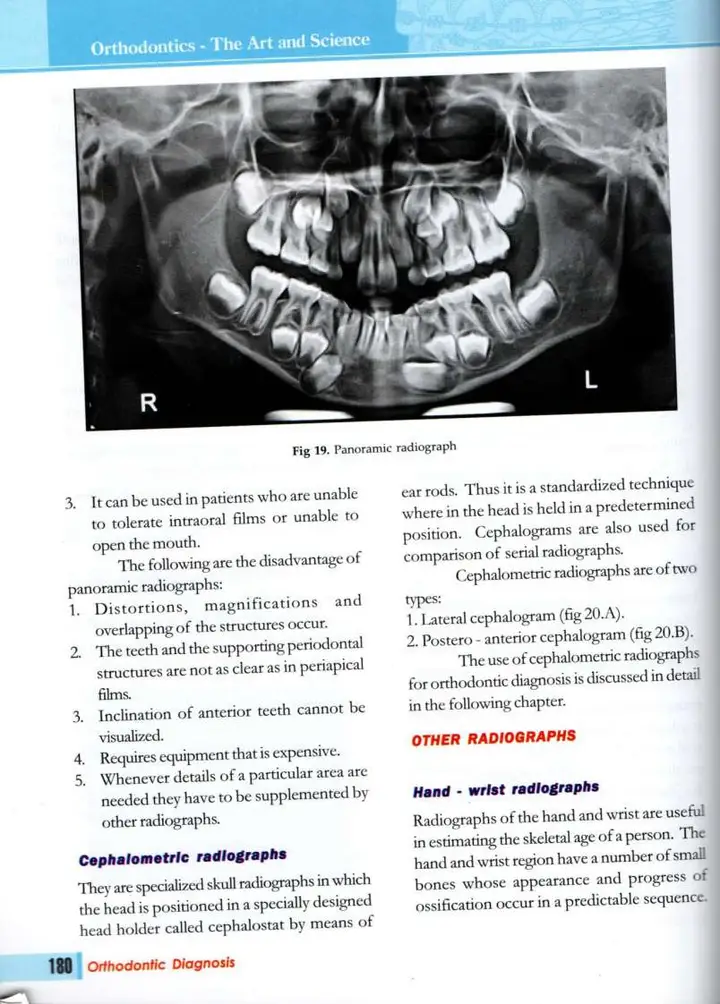 Orthodontics - The Art and Science
R
L
Fig 19. Panoramic radiograph
3. It can be used in patients who are unable
to tolerate intraoral films or unable to
open the mouth.
The following are the disadvantage of
panoramic radiographs:
1. Distortions, magnifications and
overlapping of the structures occur.
2. The teeth and the supporting periodontal
structures are not as clear as in periapical
films.
3. Inclination of anterior teeth cannot be
visualized.
4. Requires equipment that is expensive.
5. Whenever details of a particular area are
needed they have to be supplemented by
other radiographs.
Cephalometric radiographs
They are specialized skull radiographs in which
the head is positioned in a specially designed
head holder called cephalostat by means of
ear rods. Thus it is a standardized technique
where in the head is held in a predetermined
position. Cephalograms are also used for
comparison of serial radiographs.
Cephalometric radiographs are of two
types:
1. Lateral cephalogram (fig 20.A).
2. Postero - anterior cephalogram (fig 20.B).
The use of cephalometric radiographs
for orthodontic diagnosis is discussed in detail
in the following chapter.
OTHER RADIOGRAPHS
Hand - wrist radiographs
Radiographs of the hand and wrist are useful
in estimating the skeletal age of a person. The
hand and wrist region have a number of small
bones whose appearance and progress of
ossification occur in a predictable sequence.
180 Orthodontic Diagnosis